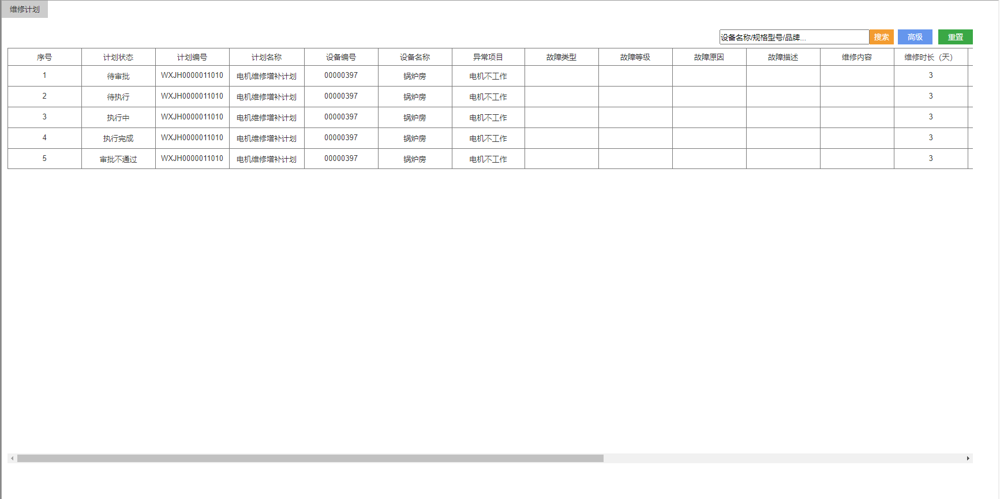 维修计划
设备名称/规格型号/品牌... 搜索 高级 重置
序号 计划状态 计划编号 计划名称 设备编号 设备名称 异常项目 故障类型 故障等级 故障原因 故障描述 维修内容 维修时长（天）
1 待审批 WXJH0000011010 电机维修增补计划 00000397 锅炉房 电机不工作 3
2 待执行 WXJH0000011010 电机维修增补计划 00000397 锅炉房 电机不工作 3
3 执行中 WXJH0000011010 电机维修增补计划 00000397 锅炉房 电机不工作 3
4 执行完成 WXJH0000011010 电机维修增补计划 00000397 锅炉房 电机不工作 3
5 审批不通过 WXJH0000011010 电机维修增补计划 00000397 锅炉房 电机不工作 3